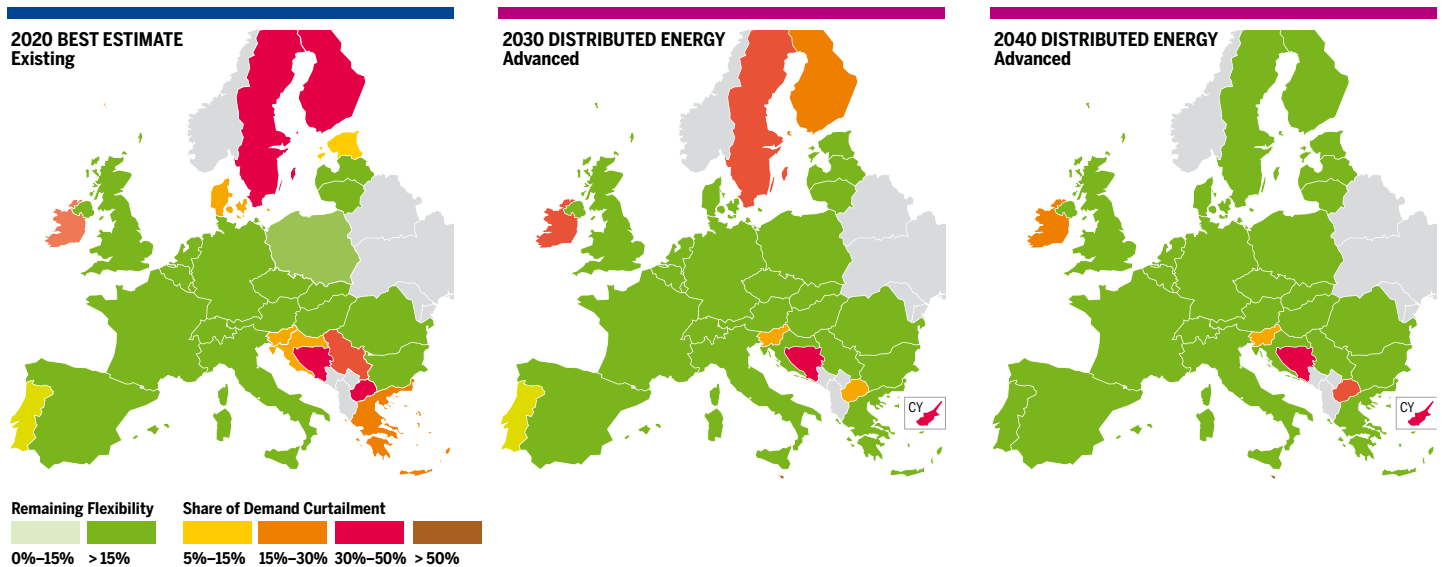 2020 BEST ESTIMATE
Existing
2030 DISTRIBUTED ENERGY
Advanced
2040 DISTRIBUTED ENERGY
Advanced
CY
CY
Remaining Flexibility
0%–15%
> 15%
Share of Demand Curtailment
5%–15%
15%–30%
30%–50%
> 50%